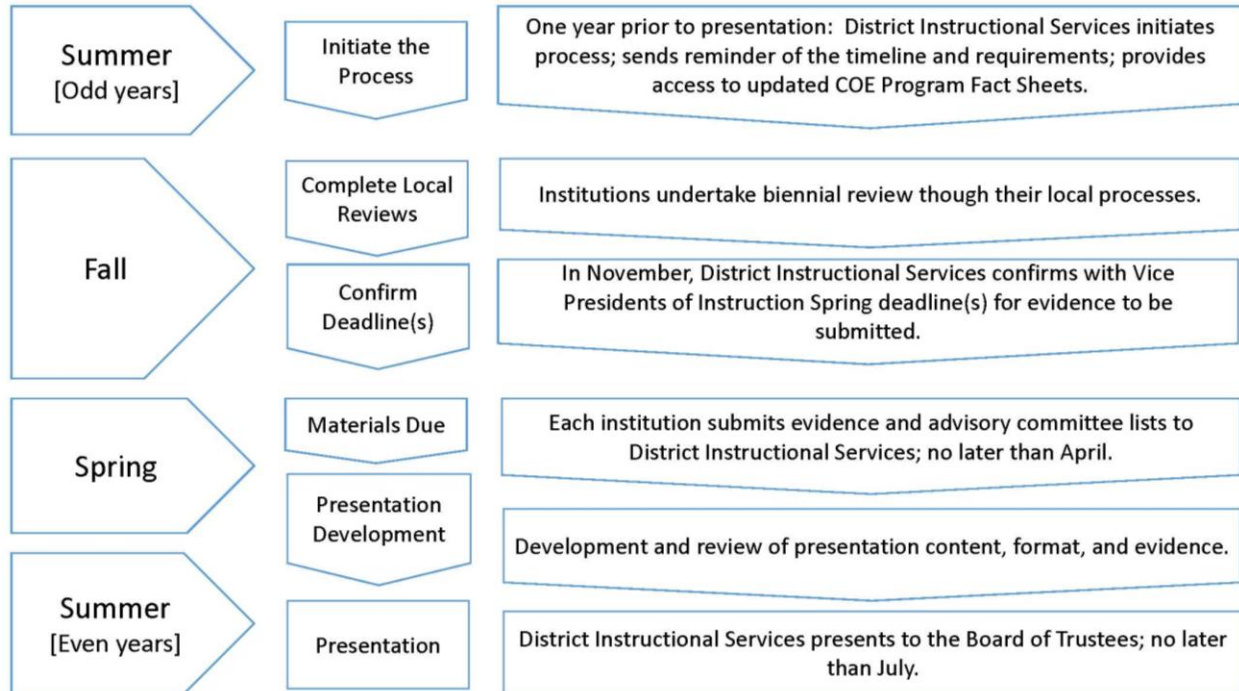 Summer
[Odd years]
Initiate the
Process
One year prior to presentation:  District Instructional Services initiates
process; sends reminder of the timeline and requirements; provides
access to updated COE Program Fact Sheets.
Fall
Complete Local
Reviews
Institutions undertake biennial review though their local processes.
Confirm
Deadline(s)
In November, District Instructional Services confirms with Vice
Presidents of Instruction Spring deadline(s) for evidence to be
submitted.
Spring
Materials Due
Each institution submits evidence and advisory committee lists to
District Instructional Services; no later than April.
Presentation
Development
Development and review of presentation content, format, and evidence.
Summer
[Even years]
Presentation
District Instructional Services presents to the Board of Trustees; no later
than July.